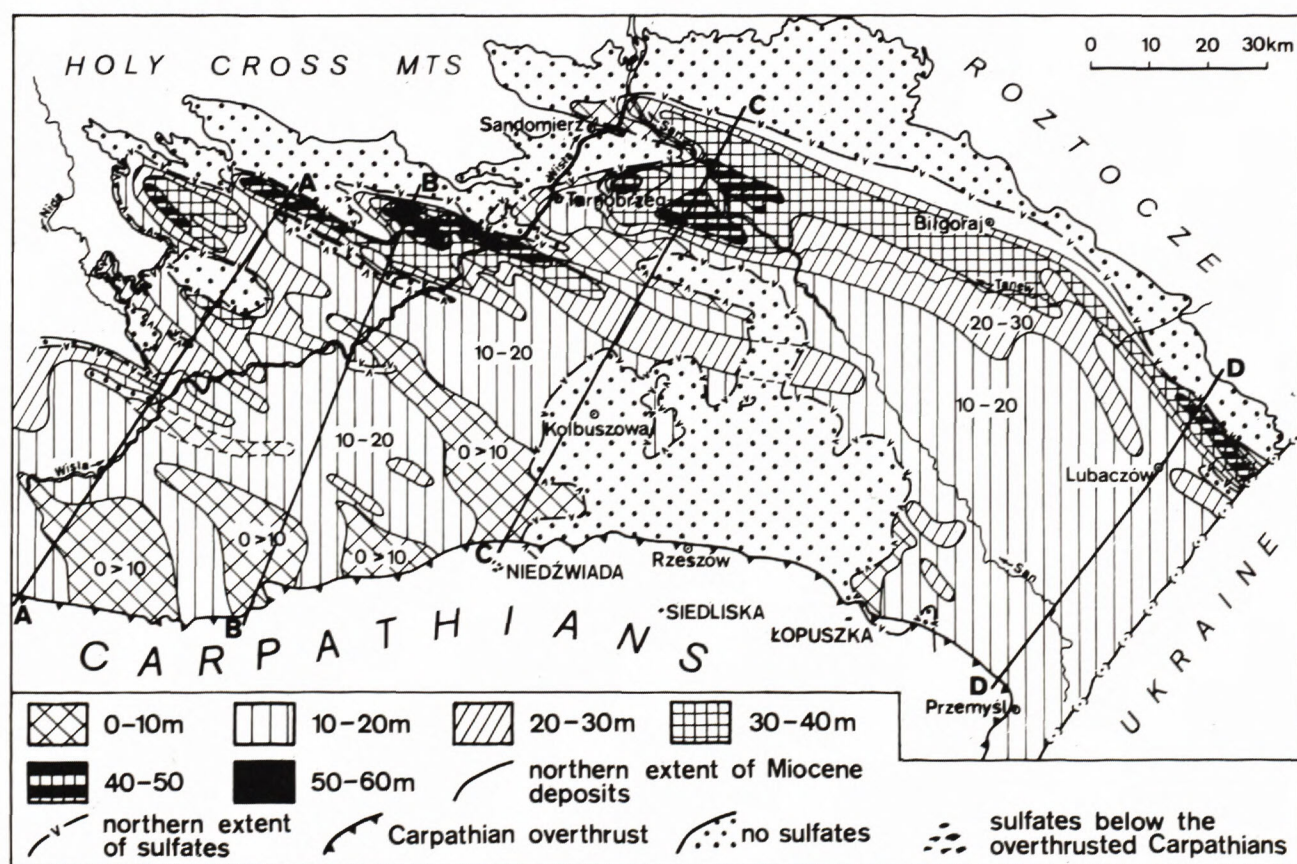 HOLY CROSS MTS
0 10 20 30km
ROZTOCZE
C
Sandomierz
San
Wisła
Nida
A
B
Tarnobrzeg
Biłgoraj
Tanew
20-30
10-20
10-20
D
Kolbuszowa
10-20
0>10
Lubaczów
Wisła
0>10
0>10
0>10
C
NIEDŹWIADA
Rzeszów
San
A
B
SIEDLISKA
ŁOPUSZKA
CARPATHIANS
UKRAINE
D
Przemyśl
0-10m
10-20m
20-30m
30-40m
40-50
50-60m
northern extent of Miocene
deposits
northern extent
of sulfates
Carpathian overthrust
no sulfates
sulfates below the
overthrusted Carpathians